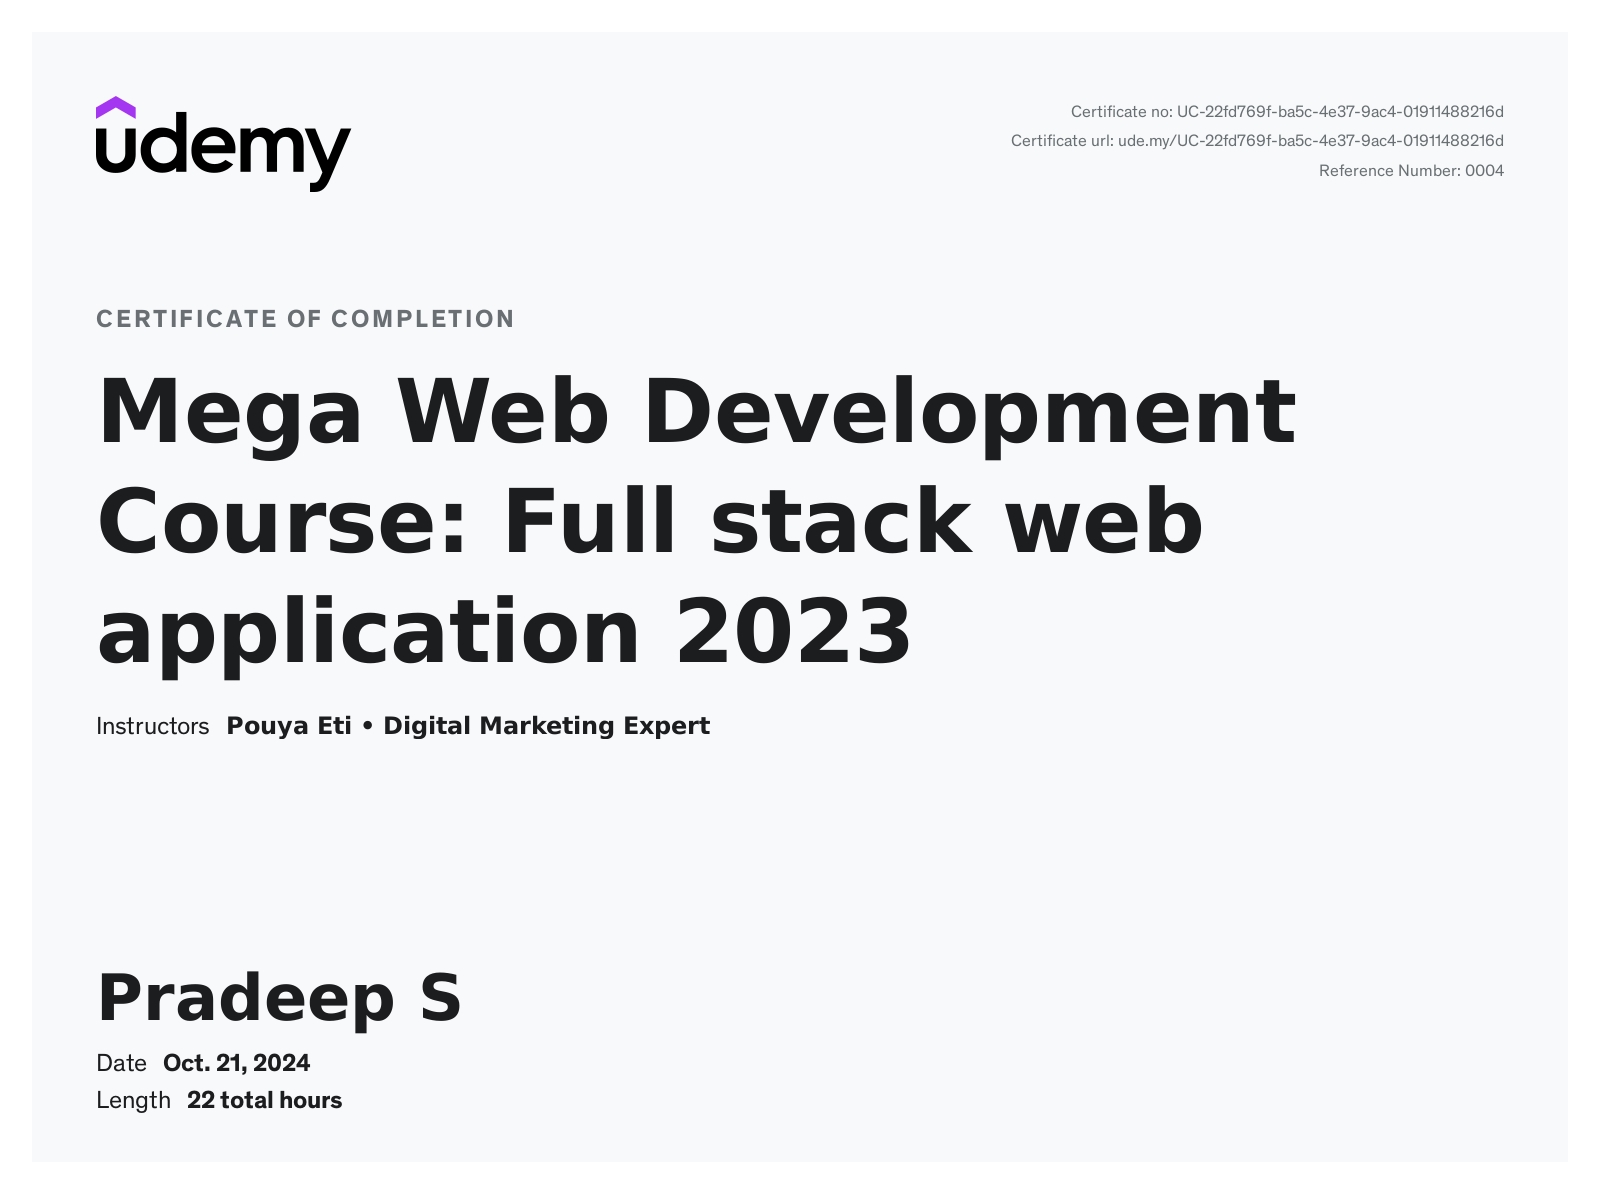 udemy
Certificate no: UC-22fd769f-ba5c-4e37-9ac4-01911488216d
Certificate url: ude.my/UC-22fd769f-ba5c-4e37-9ac4-01911488216d
Reference Number: 0004
CERTIFICATE OF COMPLETION
Mega Web Development
Course: Full stack web
application 2023
Instructors Pouya Eti • Digital Marketing Expert
Pradeep S
Date Oct. 21, 2024
Length 22 total hours